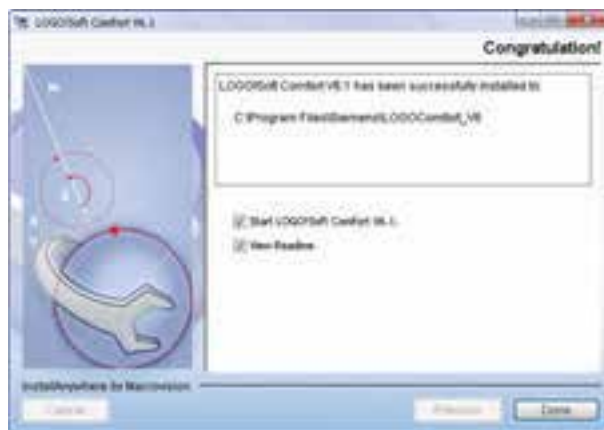 LOGO!Soft Comfort V6.1
Congratulation!
LOGO!Soft Comfort V6.1 has been successfully installed to:
C:\Program Files\Siemens\LOGOComfort_V6
Start LOGO!Soft Comfort V6.1.
View Readme
InstallAnywhere by Macrovision
Cancel
Previous
Done